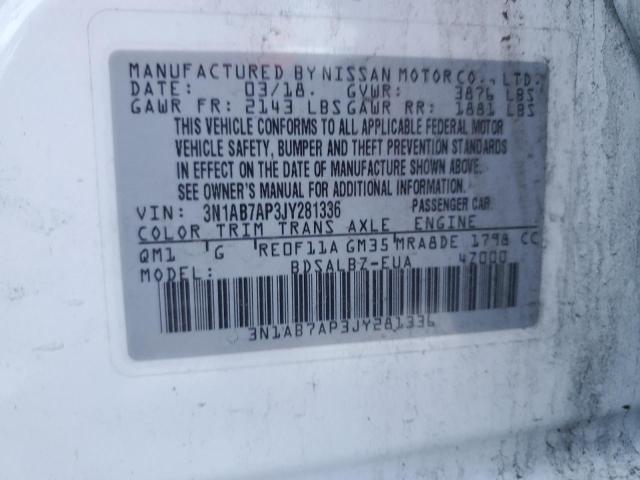 MANUFACTURED BY NISSAN MOTOR CO., LTD.
DATE: 03/18. GVWR: 3876 LBS
GAWR FR: 2143 LBS GAWR RR: 1881 LBS
THIS VEHICLE CONFORMS TO ALL APPLICABLE FEDERAL MOTOR
VEHICLE SAFETY, BUMPER AND THEFT PREVENTION STANDARDS
IN EFFECT ON THE DATE OF MANUFACTURE SHOWN ABOVE.
SEE OWNER'S MANUAL FOR ADDITIONAL INFORMATION.
VIN: 3N1AB7AP3JY281336 PASSENGER CAR
COLOR TRIM TRANS AXLE ENGINE
QM1 G RE0F11A GM35 MRA8DE 1798 CC
MODEL: BDSALBZ-EUA 47000
3N1AB7AP3JY281336